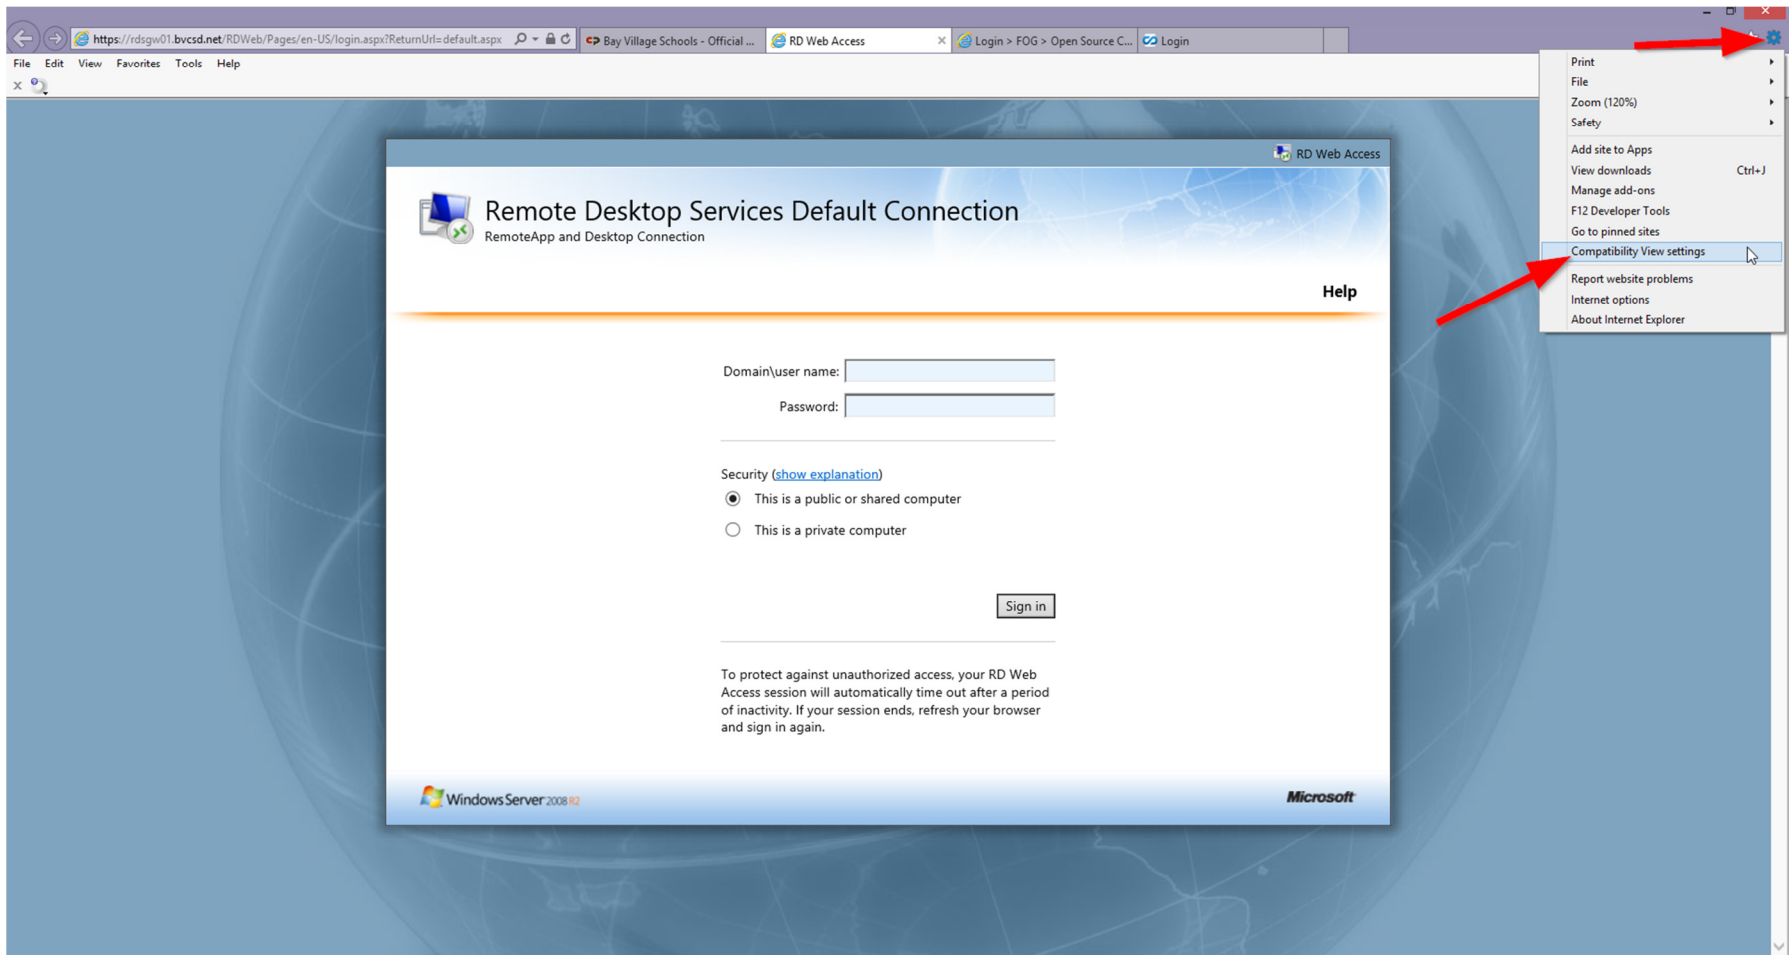 https://rdsgw01.bvcsd.net/RDWeb/Pages/en-US/login.aspx?ReturnUrl=default.aspx
Bay Village Schools - Official ...
RD Web Access
Login > FOG > Open Source C...
Login
File Edit View Favorites Tools Help
Print
File
Zoom (120%)
Safety
Add site to Apps
View downloads Ctrl+J
Manage add-ons
F12 Developer Tools
Go to pinned sites
Compatibility View settings
Report website problems
Internet options
About Internet Explorer
RD Web Access
Remote Desktop Services Default Connection
RemoteApp and Desktop Connection
Help
Domain\user name:
Password:
Security (show explanation)
This is a public or shared computer
This is a private computer
Sign in
To protect against unauthorized access, your RD Web
Access session will automatically time out after a period
of inactivity. If your session ends, refresh your browser
and sign in again.
Windows Server 2008 R2
Microsoft